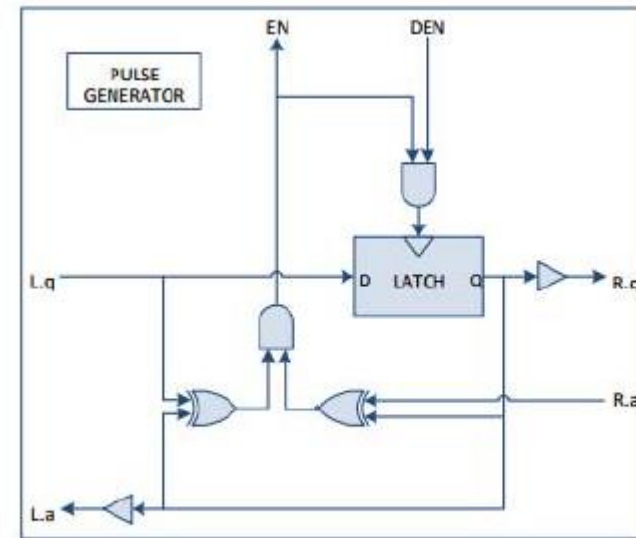 EN
DEN
PULSE
GENERATOR
L.q
D
LATCH
Q
R.q
R.a
L.a